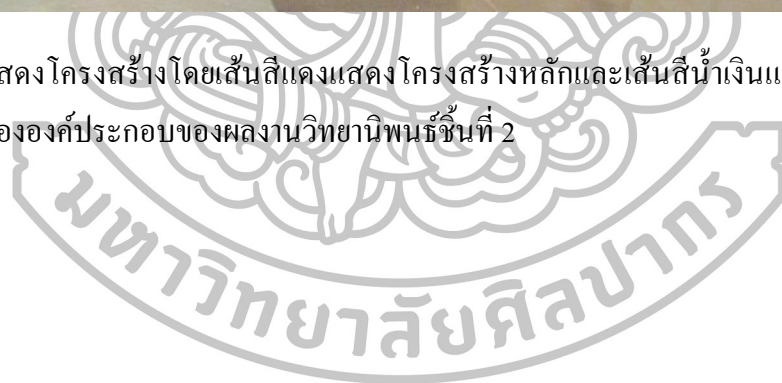 สดงโครงสร้างโดยเส้นสีแดงแสดงโครงสร้างหลักและเส้นสีน้ำเงินแ
ององค์ประกอบของผลงานวิทยานิพนธ์ชิ้นที่ 2
มหาวิทยาลัยศิลปากร